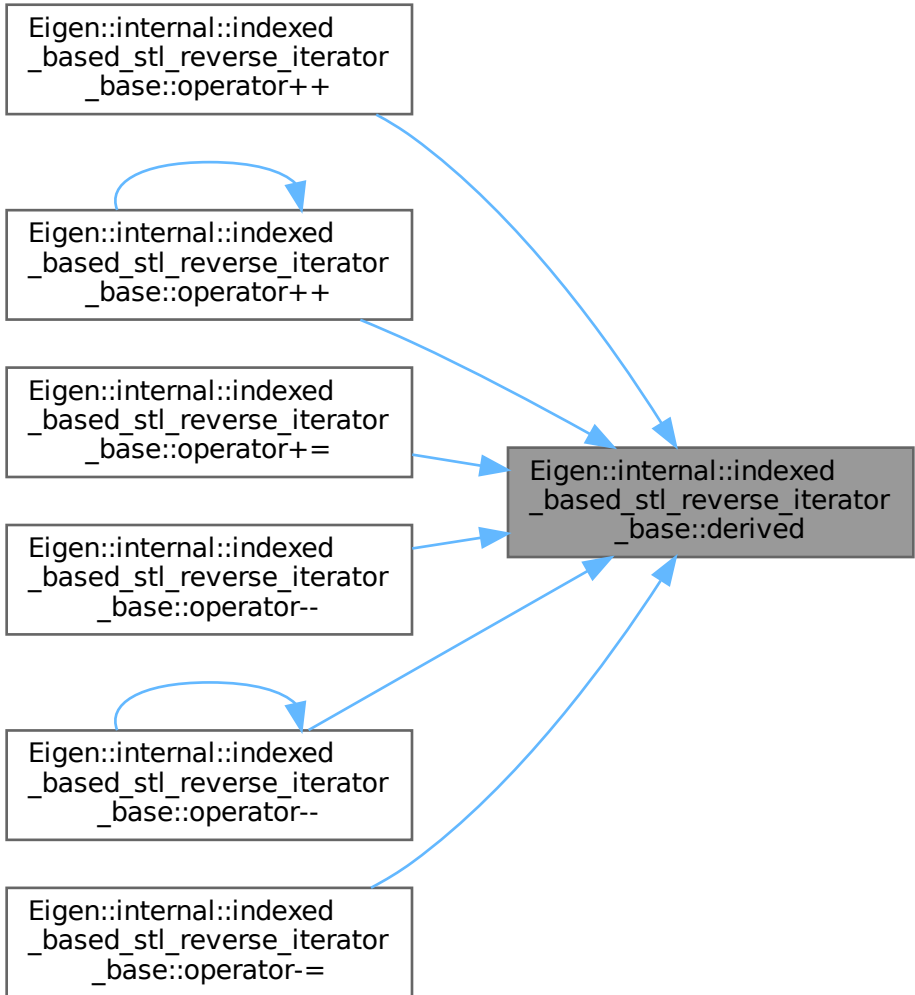 Eigen::internal::indexed
_based_stl_reverse_iterator
_base::operator++
Eigen::internal::indexed
_based_stl_reverse_iterator
_base::operator++
Eigen::internal::indexed
_based_stl_reverse_iterator
_base::operator+=
Eigen::internal::indexed
_based_stl_reverse_iterator
_base::derived
Eigen::internal::indexed
_based_stl_reverse_iterator
_base::operator--
Eigen::internal::indexed
_based_stl_reverse_iterator
_base::operator--
Eigen::internal::indexed
_based_stl_reverse_iterator
_base::operator-=